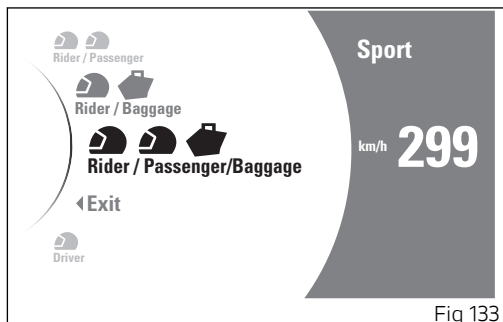 Rider / Passenger
Rider / Baggage
Rider / Passenger/Baggage
Exit
Driver
Sport
km/h 299
Fig 133